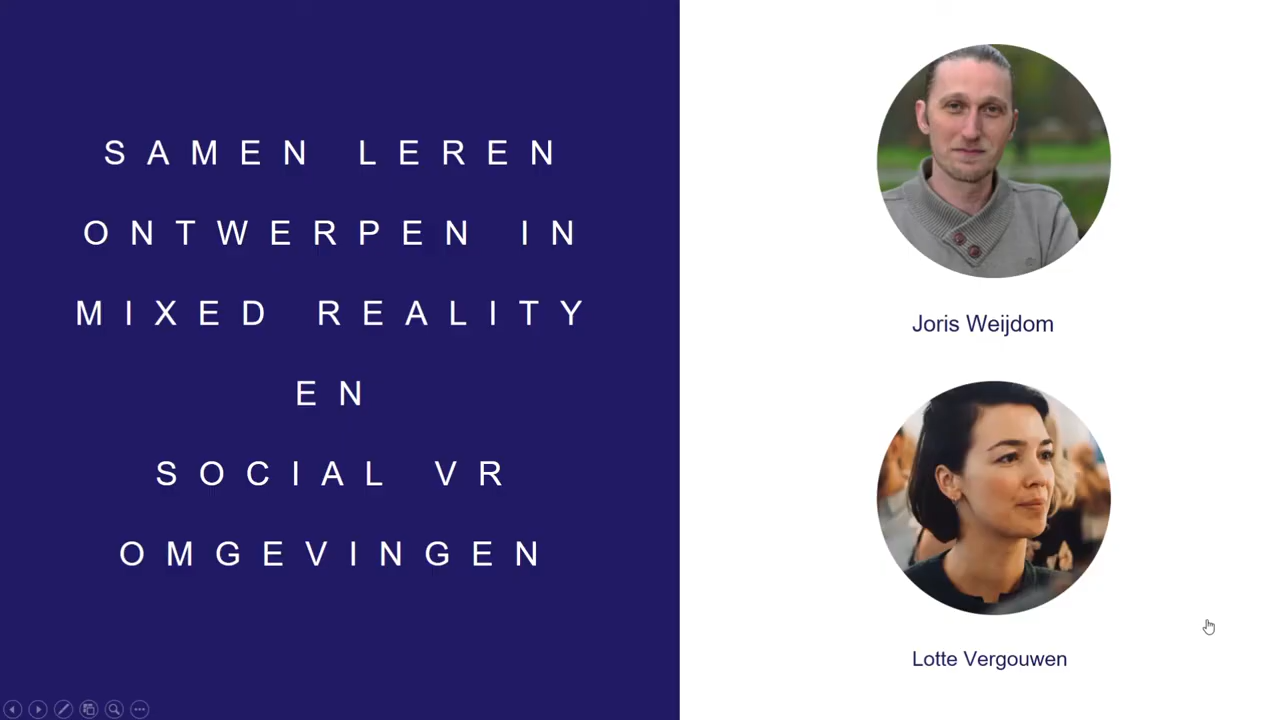 SAMEN LEREN
ONTWERPEN IN
MIXED REALITY
EN
SOCIAL VR
OMGEVINGEN
Joris Weijdom
Lotte Vergouwen